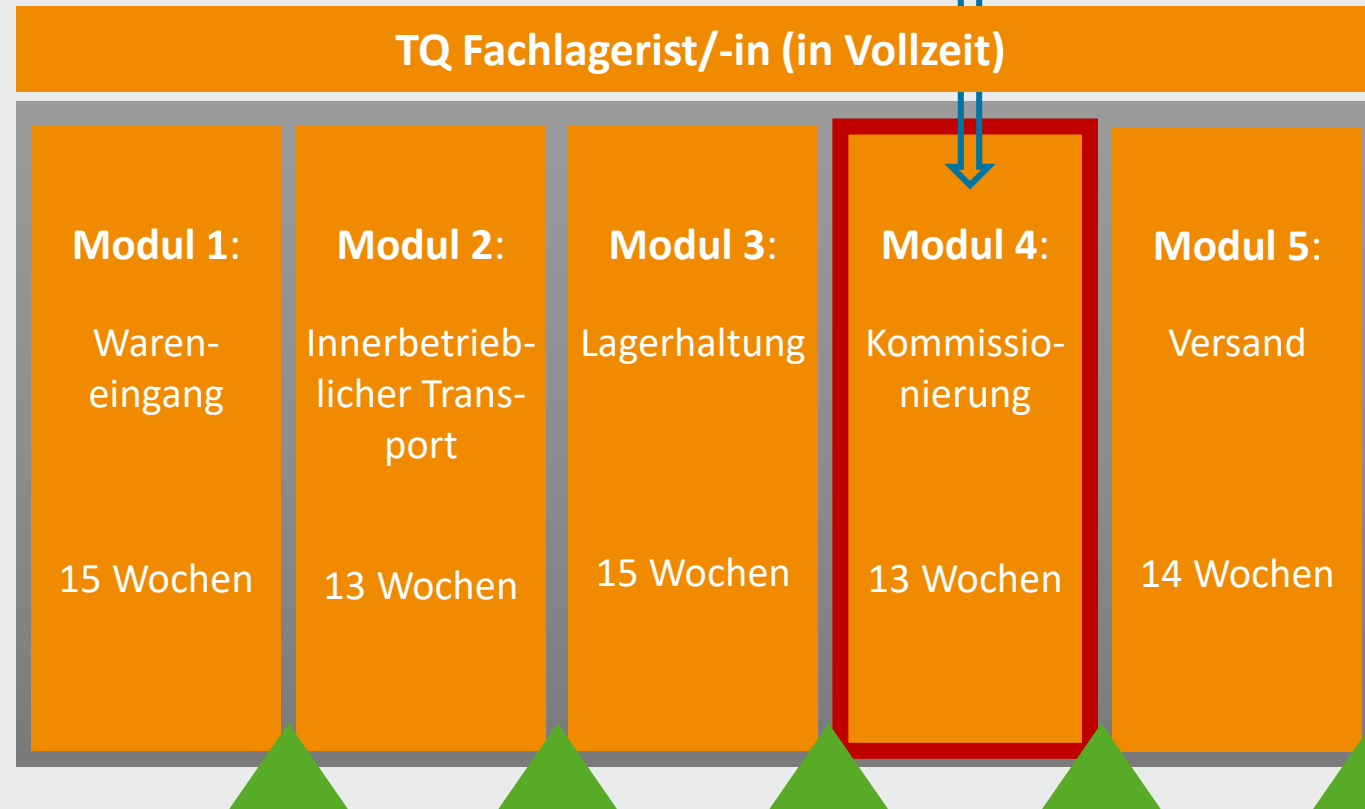 TQ Fachlagerist/-in (in Vollzeit)
Modul 1:
Waren-
eingang
15 Wochen
Modul 2:
Innerbetrieb-
licher Trans-
port
13 Wochen
Modul 3:
Lagerhaltung
15 Wochen
Modul 4:
Kommissio-
nierung
13 Wochen
Modul 5:
Versand
14 Wochen